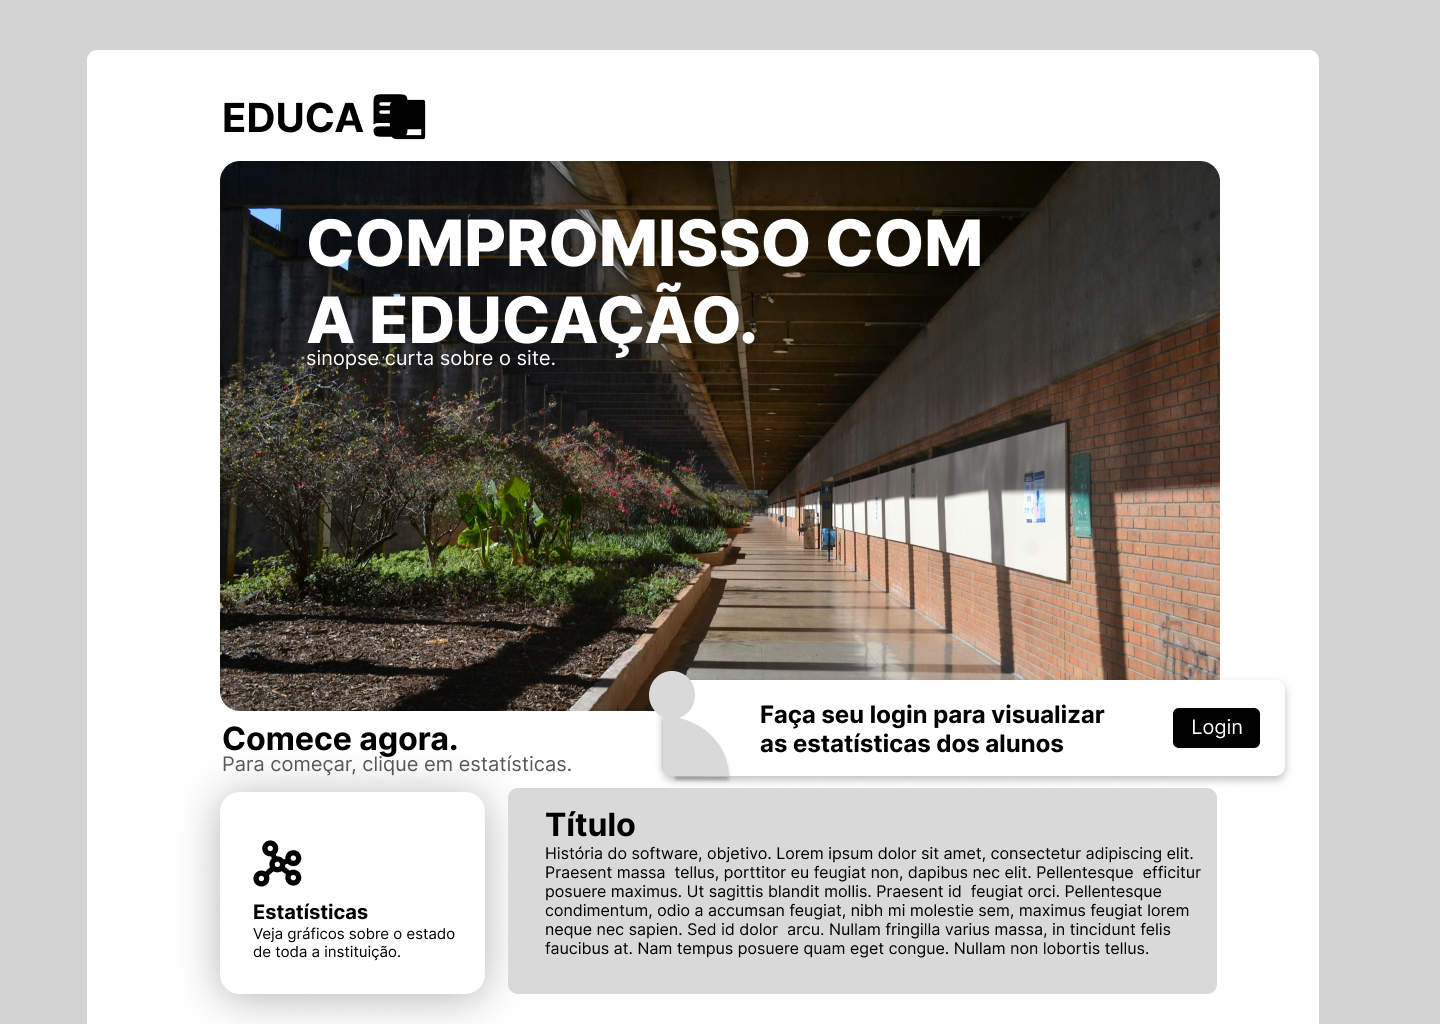 EDUCA
COMPROMISSO COM
A EDUCAÇÃO.
sinopse curta sobre o site.
Faça seu login para visualizar
as estatísticas dos alunos
Login
Comece agora.
Para começar, clique em estatísticas.
Estatísticas
Veja gráficos sobre o estado
de toda a instituição.
Título
História do software, objetivo. Lorem ipsum dolor sit amet, consectetur adipiscing elit.
Praesent massa  tellus, porttitor eu feugiat non, dapibus nec elit. Pellentesque  efficitur
posuere maximus. Ut sagittis blandit mollis. Praesent id  feugiat orci. Pellentesque
condimentum, odio a accumsan feugiat, nibh mi molestie sem, maximus feugiat lorem
neque nec sapien. Sed id dolor  arcu. Nullam fringilla varius massa, in tincidunt felis
faucibus at. Nam tempus posuere quam eget congue. Nullam non lobortis tellus.